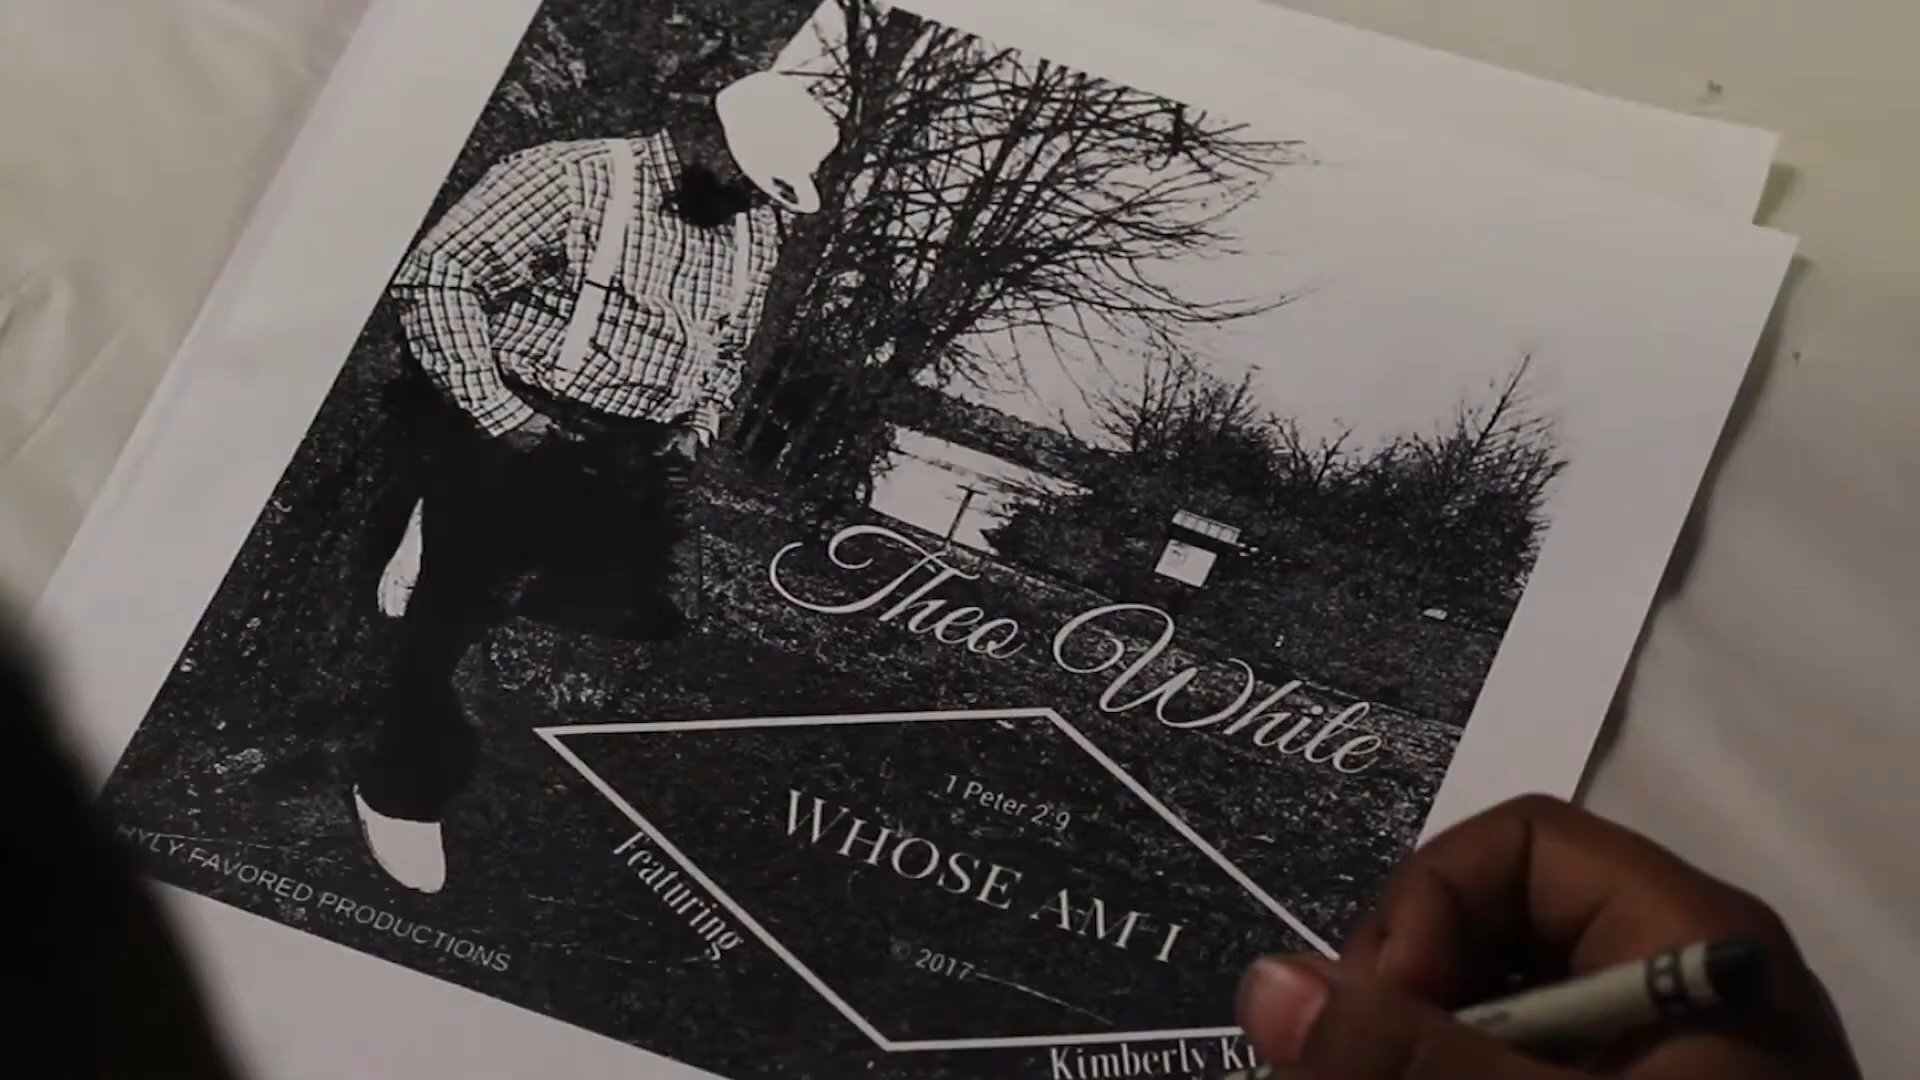 Theo White
1 Peter 2:9
WHOSE AM I
© 2017
Featuring
Kimberly
FAVORED PRODUCTIONS